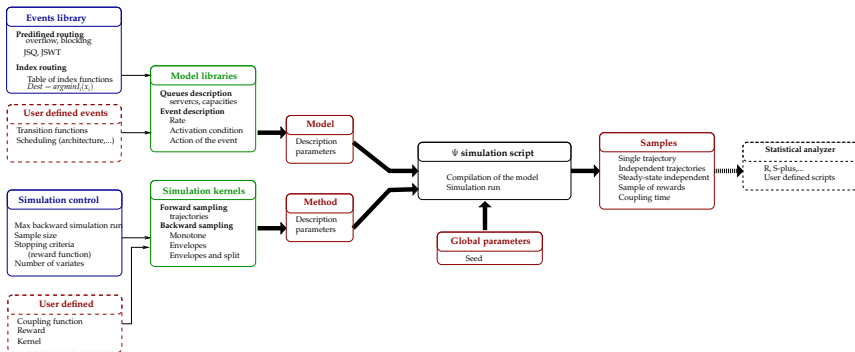 Events library
Predifined routing
overflow, blocking
JSQ, JSWT
Index routing
Table of index functions
Dest = argminI_i(x_i)
User defined events
Transition functions
Scheduling (architecture,...)
Model libraries
Queues description
servercs, capacities
Event description
Rate
Activation condition
Action of the event
Model
Description
parameters
Simulation control
Max backward simulation run
Sample size
Stopping criteria
(reward function)
Number of variates
User defined
Coupling function
Reward
Kernel
Simulation kernels
Forward sampling
trajectories
Backward sampling
Monotone
Envelopes
Envelopes and split
Method
Description
parameters
Ψ simulation script
Compilation of the model
Simulation run
Global parameters
Seed
Samples
Single trajectory
Independent trajectories
Steady-state independent
Sample of rewards
Coupling time
Statistical analyzer
R, S-plus,...
User defined scripts